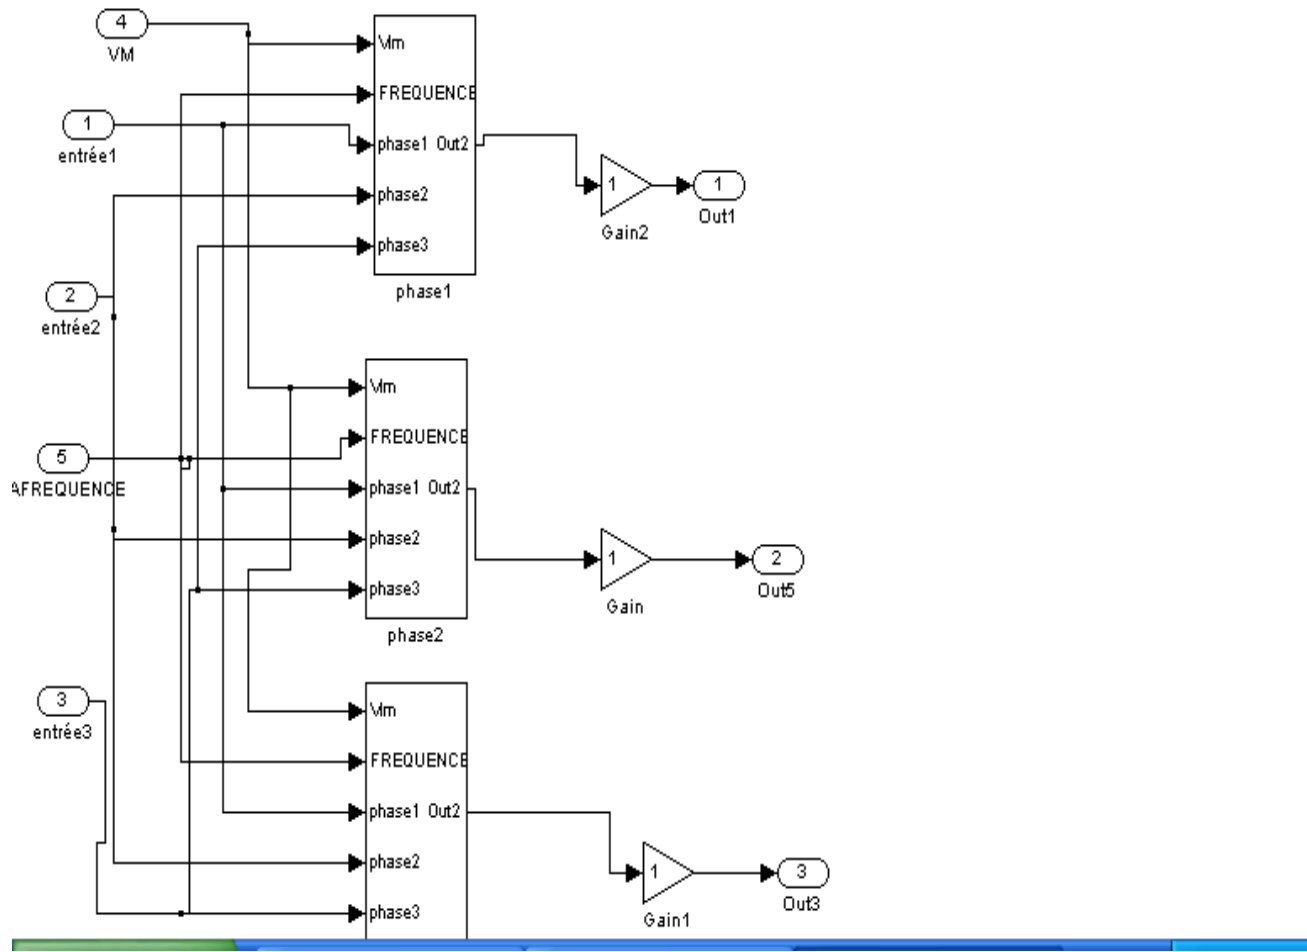 4
VM
Vm
FREQUENCE
1
entrée1
phase1 Out2
phase2
phase3
phase1
1
Gain2
1
Out1
2
entrée2
Vm
FREQUENCE
5
AFREQUENCE
phase1 Out2
phase2
phase3
phase2
1
Gain
2
Out5
3
entrée3
Vm
FREQUENCE
phase1 Out2
phase2
phase3
1
Gain1
3
Out3